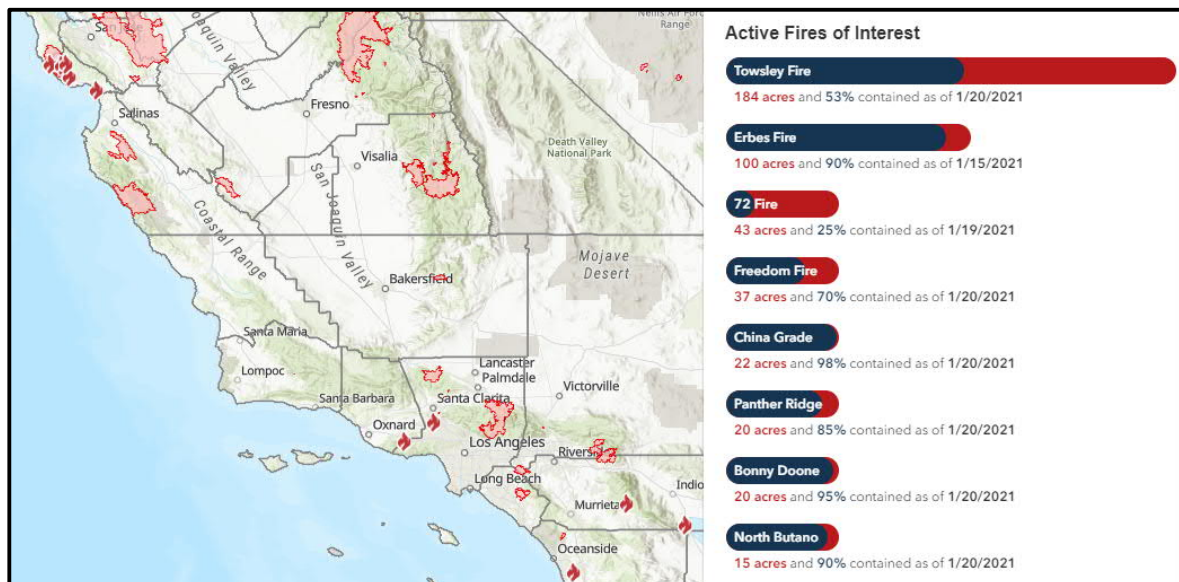 Nellis Air Force
Range
San Jose
Joaquin Valley
Fresno
Salinas
Visalia
Death Valley
National Park
San Joaquin Valley
Coastal Range
Mojave
Desert
Bakersfield
Santa Maria
Lompoc
Lancaster
Palmdale
Victorville
Santa Barbara
Santa Clarita
Oxnard
Los Angeles
Riversi
Long Beach
Murrieta
Indio
Oceanside
Active Fires of Interest
Towsley Fire
184 acres and 53% contained as of 1/20/2021
Erbes Fire
100 acres and 90% contained as of 1/15/2021
72 Fire
43 acres and 25% contained as of 1/19/2021
Freedom Fire
37 acres and 70% contained as of 1/20/2021
China Grade
22 acres and 98% contained as of 1/20/2021
Panther Ridge
20 acres and 85% contained as of 1/20/2021
Bonny Doone
20 acres and 95% contained as of 1/20/2021
North Butano
15 acres and 90% contained as of 1/20/2021